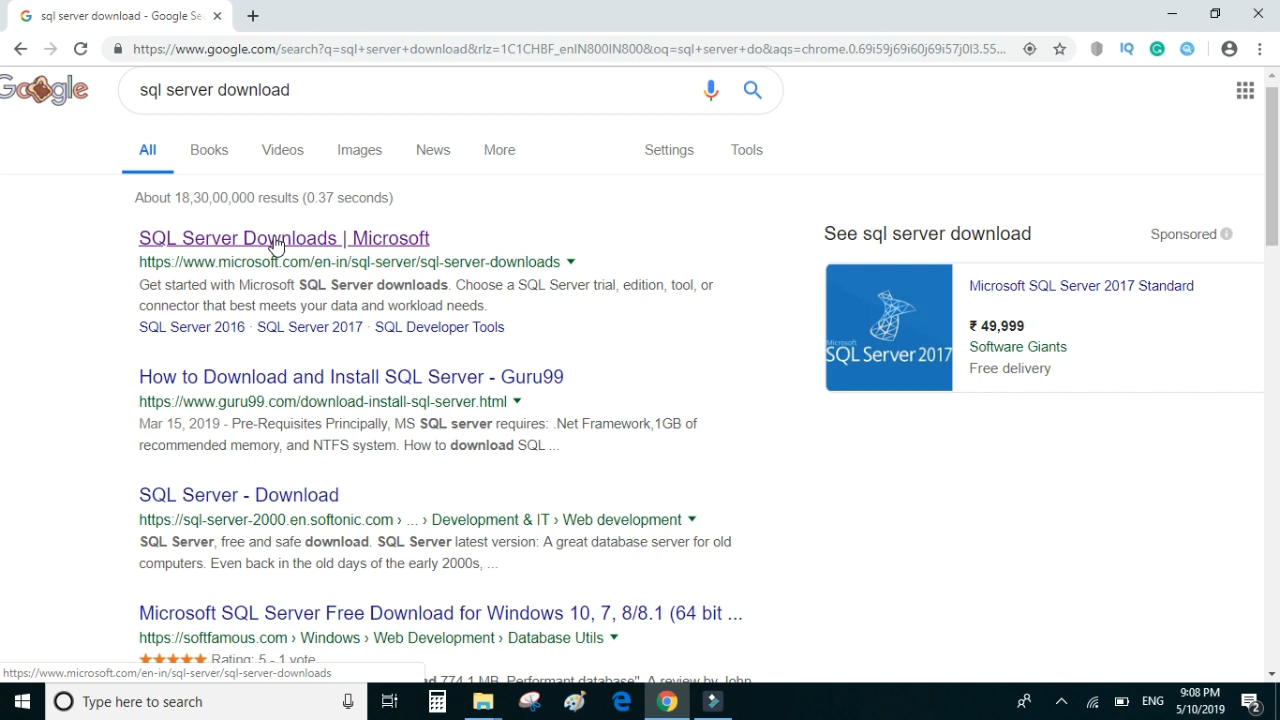 sql server download - Google Se
https://www.google.com/search?q=sql+server+download&rlz=1C1CHBF_enIN800IN800&oq=sql+server+do&aqs=chrome.0.69i59j69i60j69i57j0l3.55...
IQ
Google
sql server download
All Books Videos Images News More Settings Tools
About 18,30,00,000 results (0.37 seconds)
SQL Server Downloads | Microsoft
https://www.microsoft.com/en-in/sql-server/sql-server-downloads
Get started with Microsoft SQL Server downloads. Choose a SQL Server trial, edition, tool, or
connector that best meets your data and workload needs.
SQL Server 2016 · SQL Server 2017 · SQL Developer Tools
See sql server download Sponsored
Microsoft
SQL Server 2017
Microsoft SQL Server 2017 Standard
₹ 49,999
Software Giants
Free delivery
How to Download and Install SQL Server - Guru99
https://www.guru99.com/download-install-sql-server.html
Mar 15, 2019 - Pre-Requisites Principally, MS SQL server requires: .Net Framework,1GB of
recommended memory, and NTFS system. How to download SQL ...
SQL Server - Download
https://sql-server-2000.en.softonic.com › ... › Development & IT › Web development
SQL Server, free and safe download. SQL Server latest version: A great database server for old
computers. Even back in the old days of the early 2000s, ...
Microsoft SQL Server Free Download for Windows 10, 7, 8/8.1 (64 bit ...
https://softfamous.com › Windows › Web Development › Database Utils
Rating: 5 - 1 vote
https://www.microsoft.com/en-in/sql-server/sql-server-downloads
774.1 MB. Performant database". A review by John
Type here to search
ENG
9:08 PM
5/10/2019
2